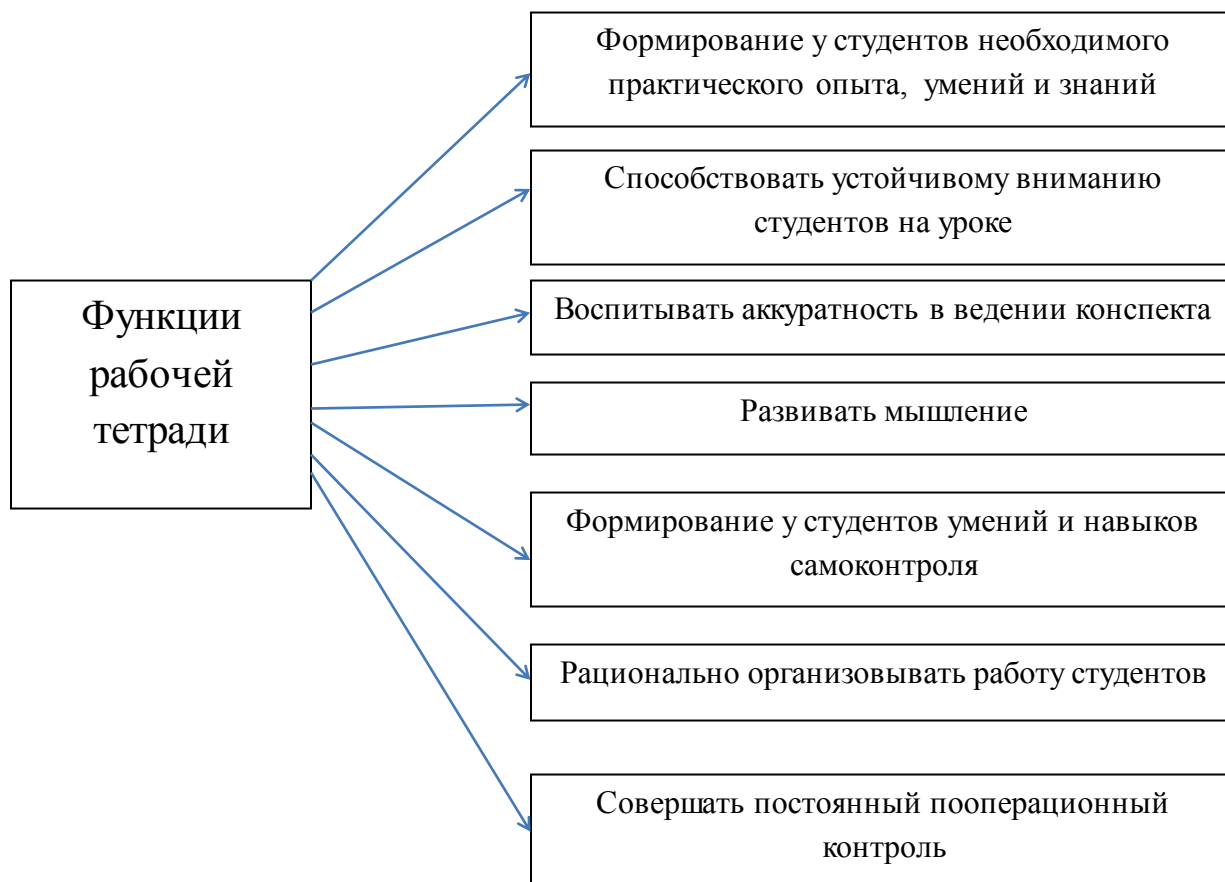 Функции
рабочей
тетради
Формирование у студентов необходимого
практического опыта, умений и знаний
Способствовать устойчивому вниманию
студентов на уроке
Воспитывать аккуратность в ведении конспекта
Развивать мышление
Формирование у студентов умений и навыков
самоконтроля
Рационально организовывать работу студентов
Совершать постоянный пооперационный
контроль